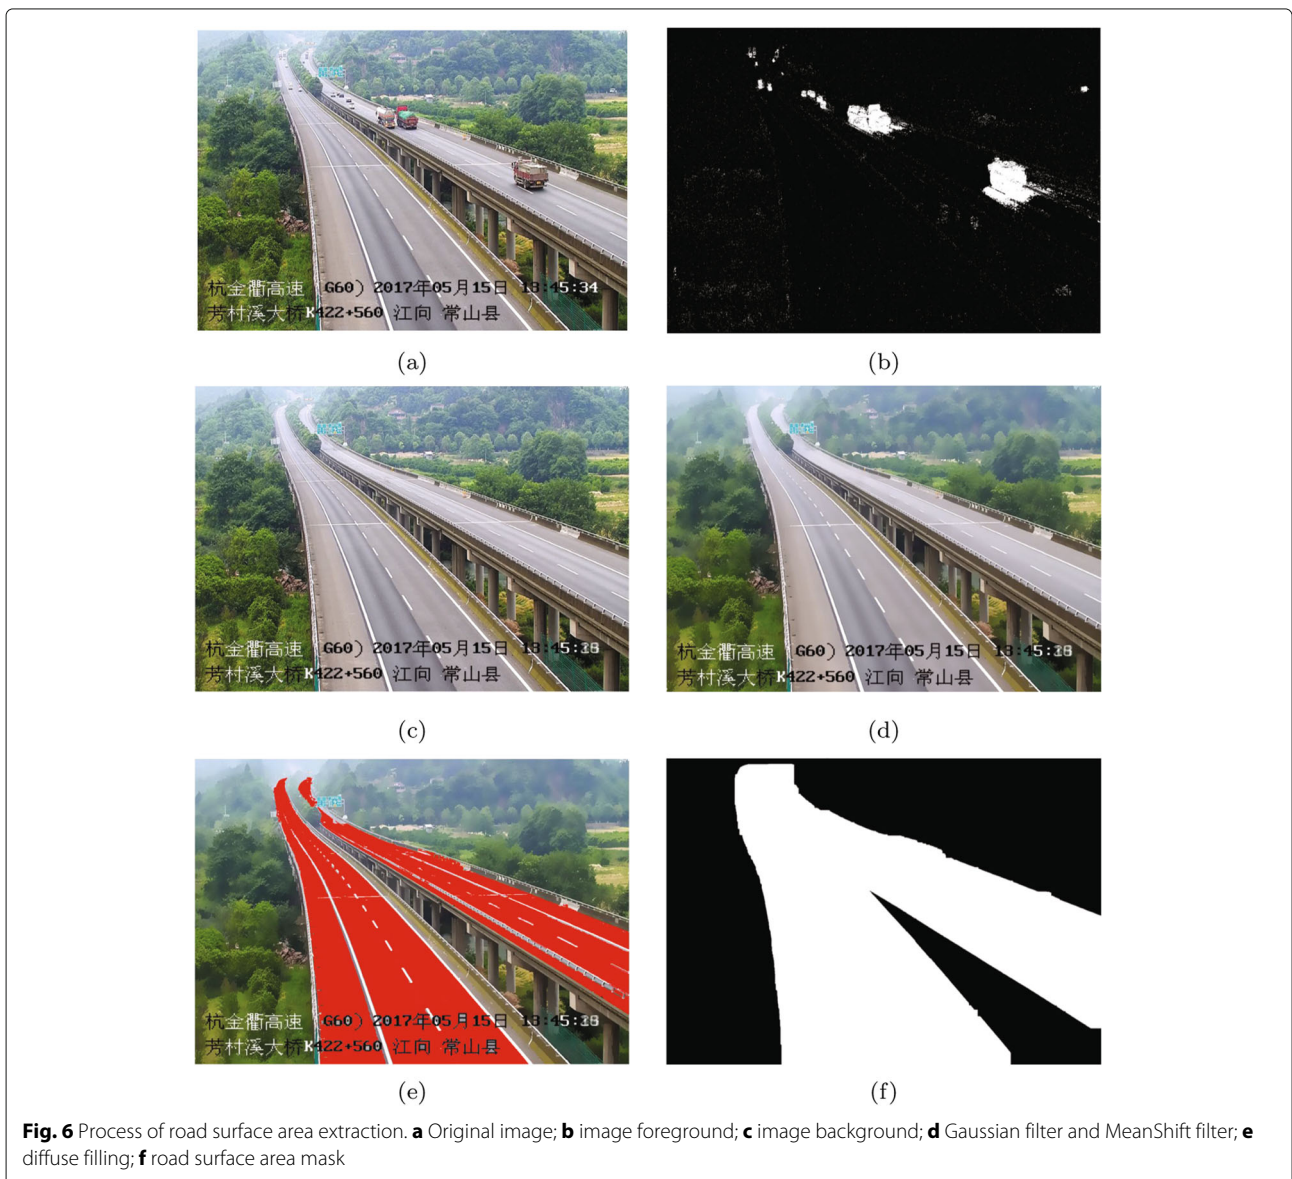 杭金衢高速 (G60) 2017年05月15日 13:45:34
芳村溪大桥K422+560 江向 常山县
(a)
(b)
杭金衢高速 (G60) 2017年05月15日 13:45:38
芳村溪大桥K422+560 江向 常山县
杭金衢高速 G60) 2017年05月15日 13:45:38
芳村溪大桥K422+560 江向 常山县
(c)
(d)
杭金衢高速 (G60) 2017年05月15日 13:45:38
芳村溪大桥K422+560 江向 常山县
(e)
(f)
Fig. 6 Process of road surface area extraction. a Original image; b image foreground; c image background; d Gaussian filter and MeanShift filter; e
diffuse filling; f road surface area mask